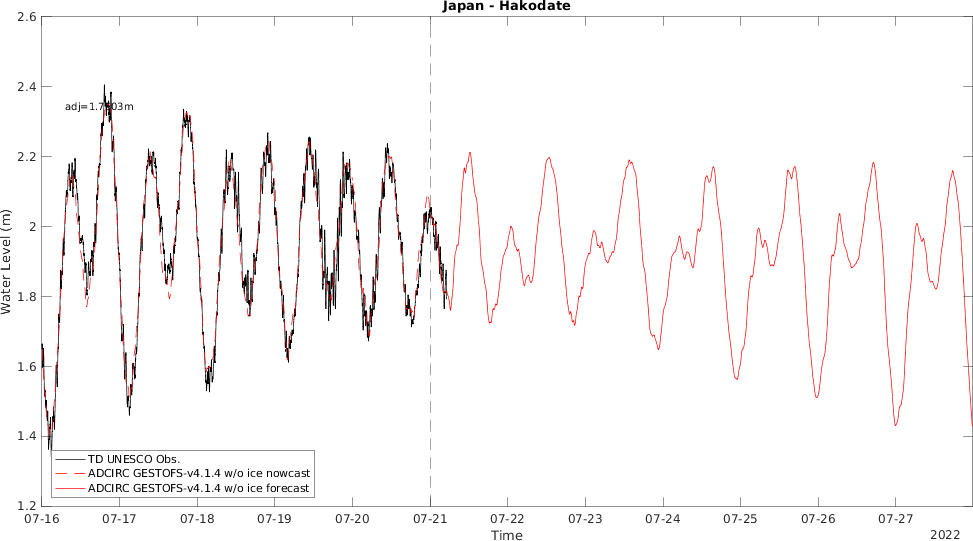 Japan - Hakodate
2.6
2.4
2.2
2
1.8
1.6
1.4
1.2
Water Level (m)
TD UNESCO Obs.
ADCIRC GESTOFS-v4.1.4 w/o ice nowcast
ADCIRC GESTOFS-v4.1.4 w/o ice forecast
07-16 07-17 07-18 07-19 07-20 07-21 07-22 07-23 07-24 07-25 07-26 07-27
Time
2022